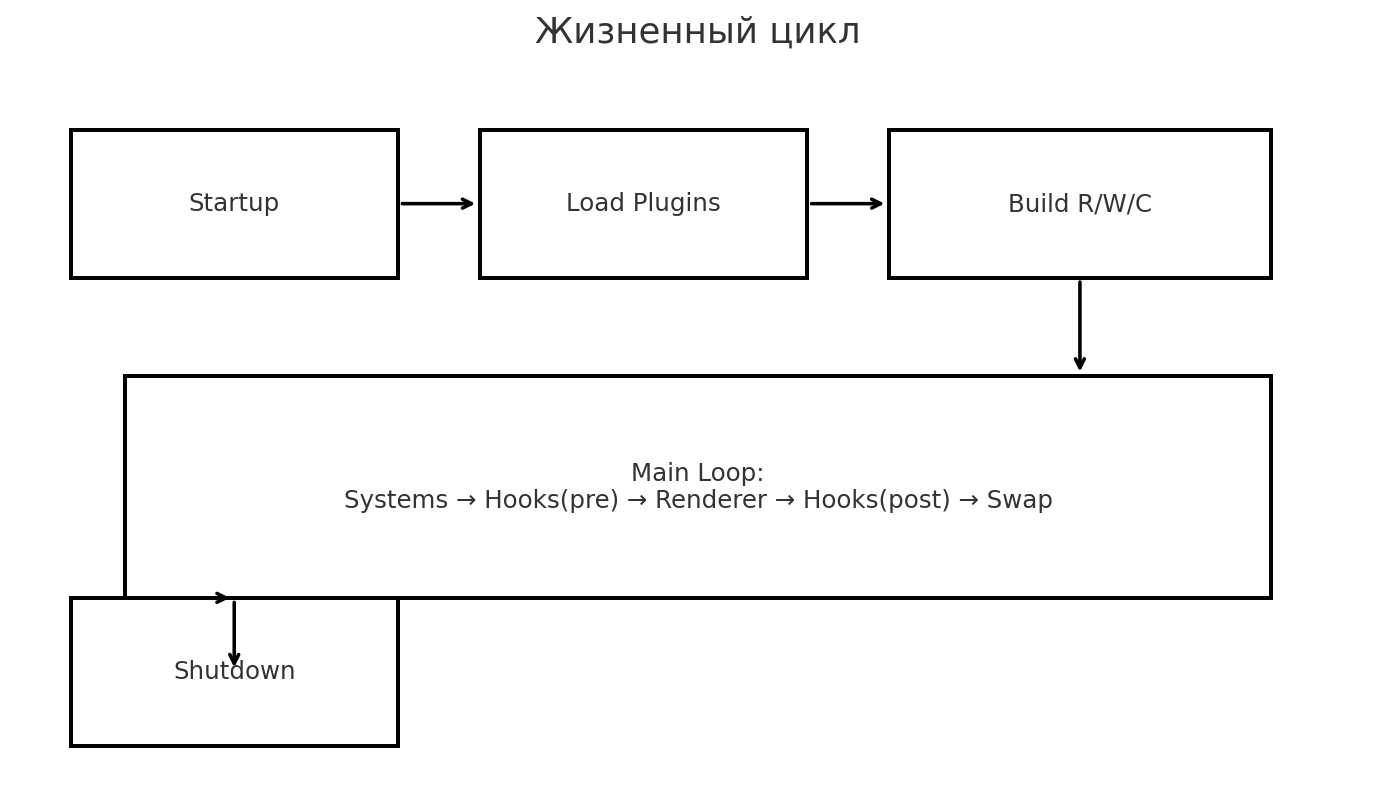 Жизненный цикл
Startup
Load Plugins
Build R/W/C
Main Loop:
Systems → Hooks(pre) → Renderer → Hooks(post) → Swap
Shutdown